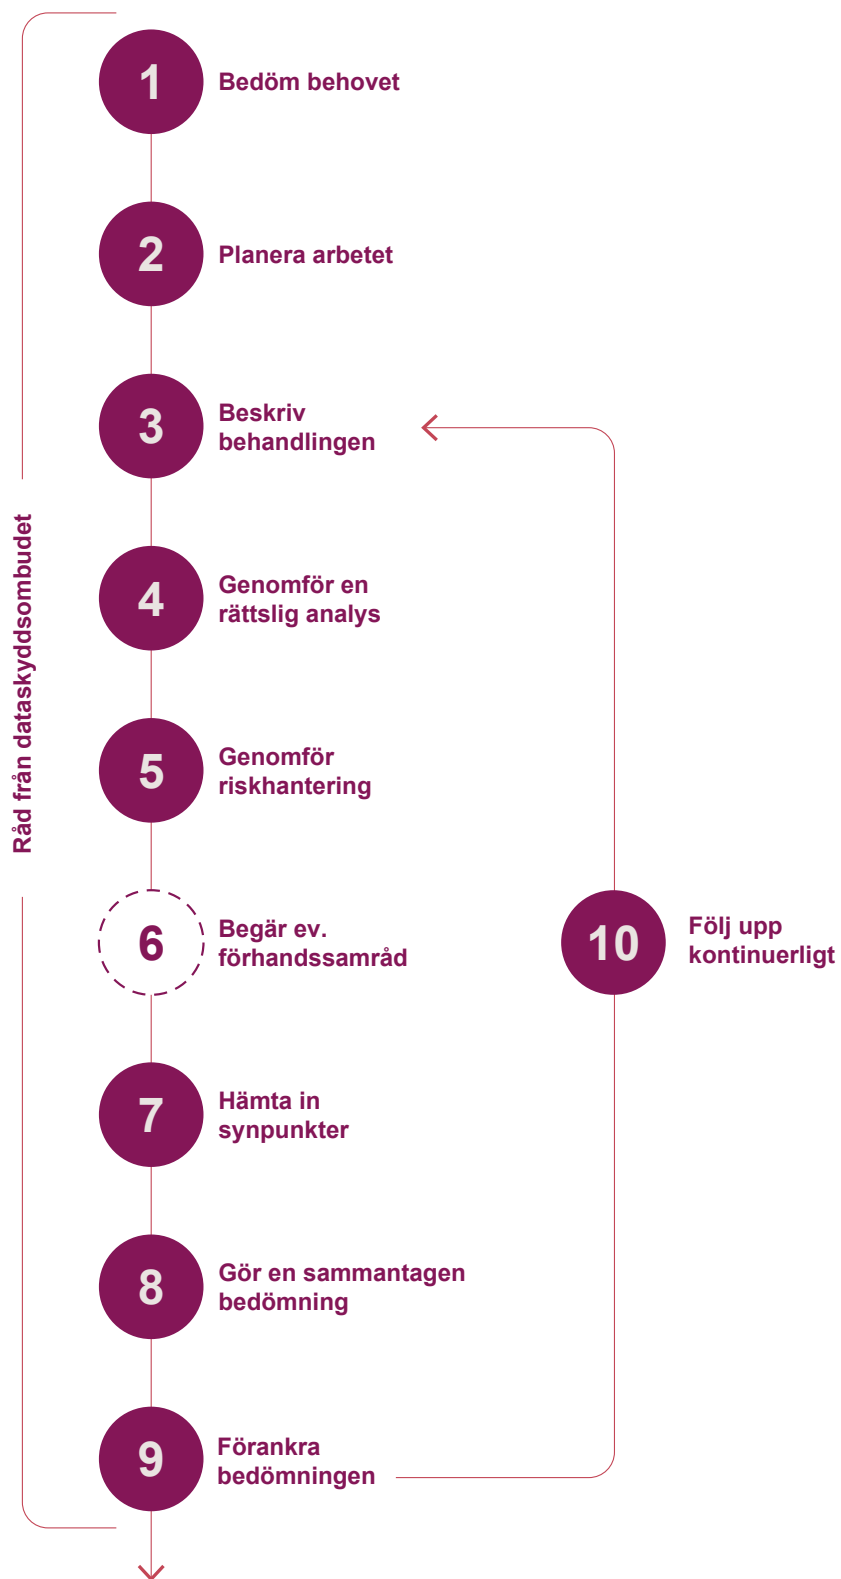 1
Bedöm behovet
2
Planera arbetet
3
Beskriv
behandlingen
4
Genomför en
rättslig analys
5
Genomför
riskhantering
6
Begär ev.
förhandssamråd
7
Hämta in
synpunkter
8
Gör en sammantagen
bedömning
9
Förankra
bedömningen
10
Följ upp
kontinuerligt
Råd från dataskyddsombudet